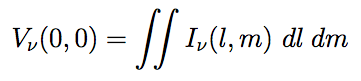 V_ν(0,0) = ∬ I_ν(l,m) dl dm